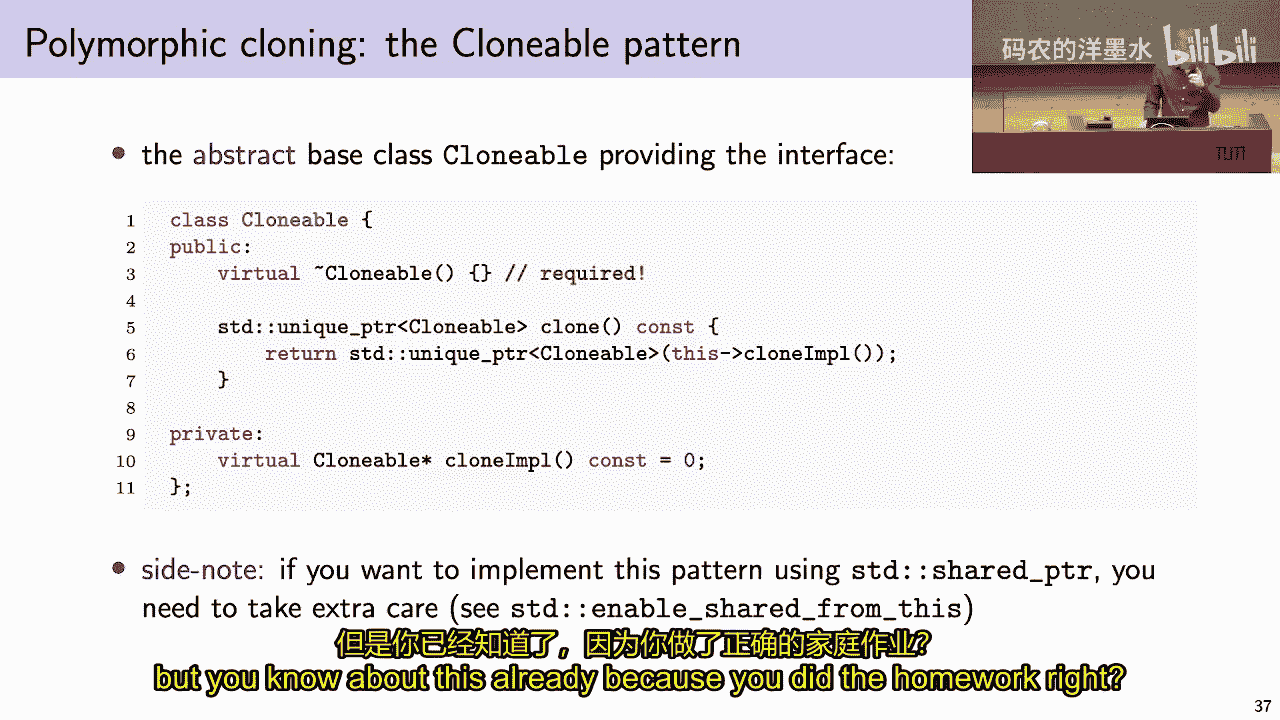 Polymorphic cloning: the Cloneable pattern
码农的洋墨水 bilibili
TUM
• the abstract base class Cloneable providing the interface:
1 class Cloneable {
2 public:
3 virtual ~Cloneable() {} // required!
4
5 std::unique_ptr<Cloneable> clone() const {
6 return std::unique_ptr<Cloneable>(this->cloneImpl());
7 }
8
9 private:
10 virtual Cloneable* cloneImpl() const = 0;
11 };
• side-note: if you want to implement this pattern using std::shared_ptr, you
need to take extra care (see std::enable_shared_from_this)
但是你已经知道了，因为你做了正确的家庭作业？
but you know about this already because you did the homework right?
37